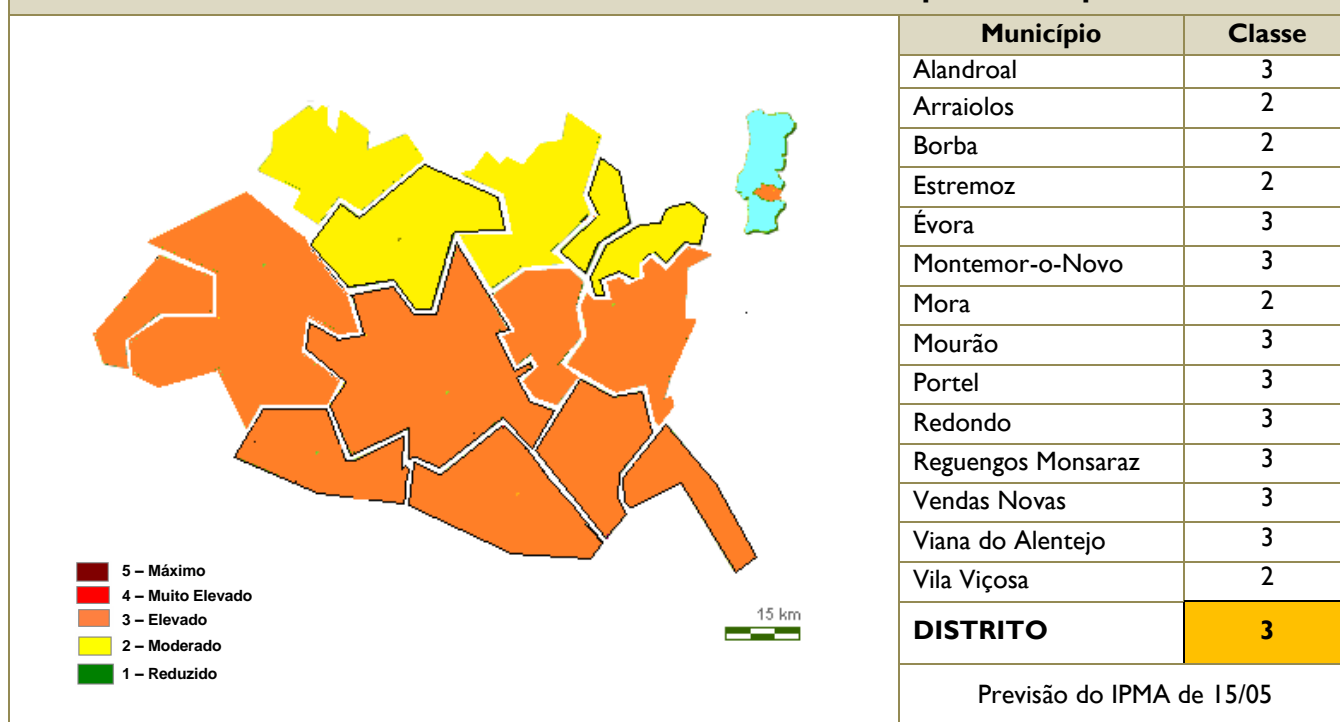 Município Classe
Alandroal 3
Arraiolos 2
Borba 2
Estremoz 2
Évora 3
Montemor-o-Novo 3
Mora 2
Mourão 3
Portel 3
Redondo 3
Reguengos Monsaraz 3
Vendas Novas 3
Viana do Alentejo 3
Vila Viçosa 2
DISTRITO 3
Previsão do IPMA de 15/05
5 – Máximo
4 – Muito Elevado
3 – Elevado
2 – Moderado
1 – Reduzido
15 km